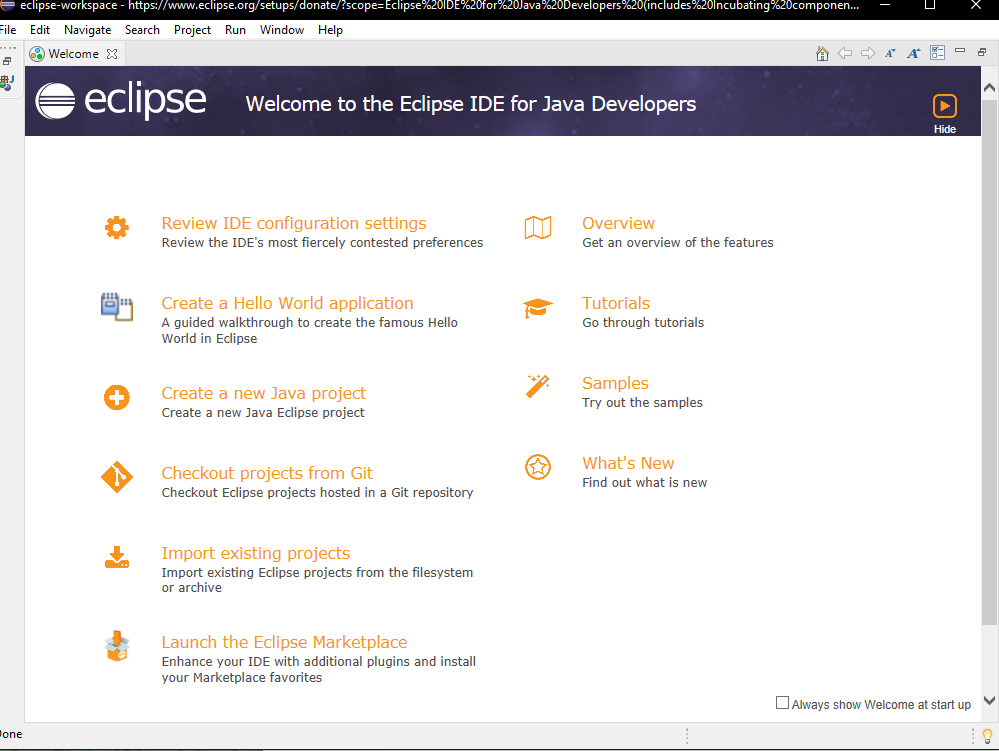 eclipse-workspace - https://www.eclipse.org/setups/donate/?scope=Eclipse%20IDE%20for%20Java%20Developers%20(includes%20Incubating%20componen...
File Edit Navigate Search Project Run Window Help
Welcome
eclipse
Welcome to the Eclipse IDE for Java Developers
Hide
Review IDE configuration settings
Review the IDE's most fiercely contested preferences
Create a Hello World application
A guided walkthrough to create the famous Hello
World in Eclipse
Create a new Java project
Create a new Java Eclipse project
Checkout projects from Git
Checkout Eclipse projects hosted in a Git repository
Import existing projects
Import existing Eclipse projects from the filesystem
or archive
Launch the Eclipse Marketplace
Enhance your IDE with additional plugins and install
your Marketplace favorites
Overview
Get an overview of the features
Tutorials
Go through tutorials
Samples
Try out the samples
What's New
Find out what is new
Always show Welcome at start up
one